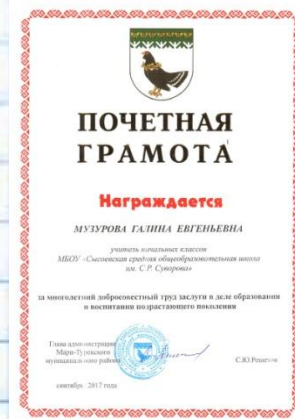 ПОЧЕТНАЯ
ГРАМОТА
Награждается
МУЗУРОВА ГАЛИНА ЕВГЕНЬЕВНА
учитель начальных классов
МБОУ «Сысоевская средняя общеобразовательная школа
им. С.Р. Суворова»
за многолетний добросовестный труд заслуги в деле образования
и воспитания подрастающего поколения
Глава администрации
Мари-Турекского
муниципального района
С.Ю.
сентябрь 2017 года